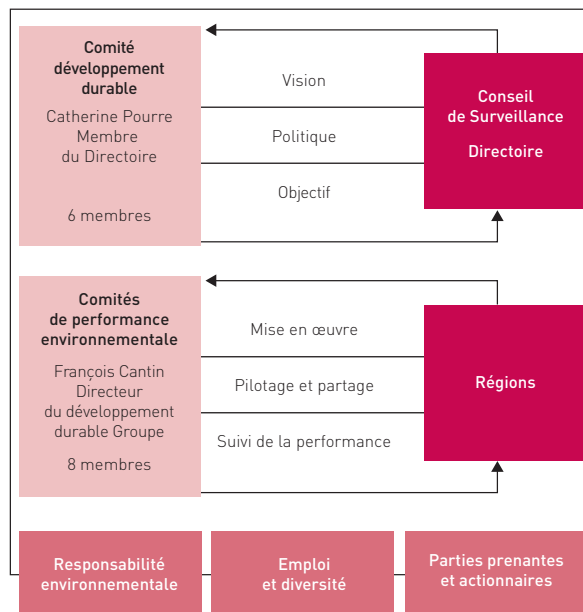 Comité
développement
durable
Catherine Pourre
Membre
du Directoire
6 membres
Vision
Politique
Objectif
Conseil
de Surveillance
Directoire
Comités
de performance
environnementale
François Cantin
Directeur
du développement
durable Groupe
8 membres
Mise en œuvre
Pilotage et partage
Suivi de la performance
Régions
Responsabilité
environnementale
Emploi
et diversité
Parties prenantes
et actionnaires